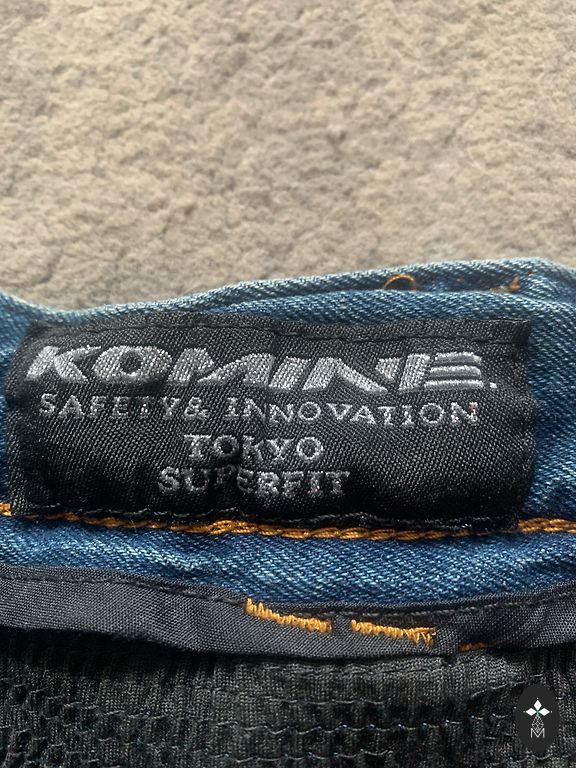 KOMINE.
SAFETY & INNOVATION
TOKYO
SUPERFIT
M